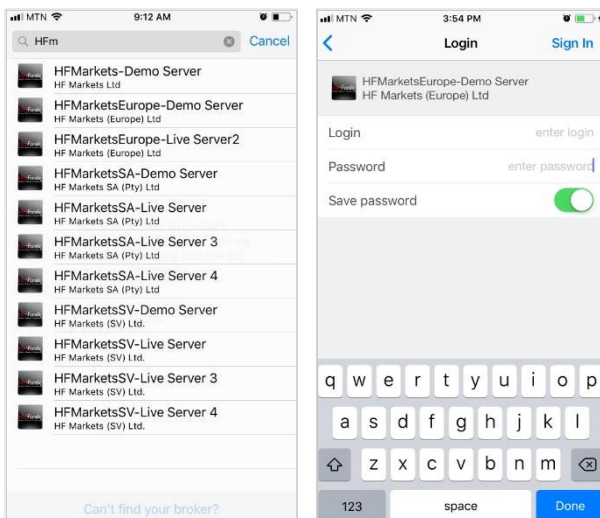 MTN 9:12 AM
HFm Cancel
HFMarkets-Demo Server
HF Markets Ltd
HFMarketsEurope-Demo Server
HF Markets (Europe) Ltd
HFMarketsEurope-Live Server2
HF Markets (Europe) Ltd
HFMarketsSA-Demo Server
HF Markets SA (Pty) Ltd
HFMarketsSA-Live Server
HF Markets SA (Pty) Ltd
HFMarketsSA-Live Server 3
HF Markets SA (Pty) Ltd
HFMarketsSA-Live Server 4
HF Markets SA (Pty) Ltd
HFMarketsSV-Demo Server
HF Markets (SV) Ltd.
HFMarketsSV-Live Server
HF Markets (SV) Ltd.
HFMarketsSV-Live Server 3
HF Markets (SV) Ltd.
HFMarketsSV-Live Server 4
HF Markets (SV) Ltd.
Can't find your broker?
MTN 3:54 PM
Login Sign In
HFMarketsEurope-Demo Server
HF Markets (Europe) Ltd
Login enter login
Password enter password
Save password
q w e r t y u i o p
a s d f g h j k l
z x c v b n m
123 space Done